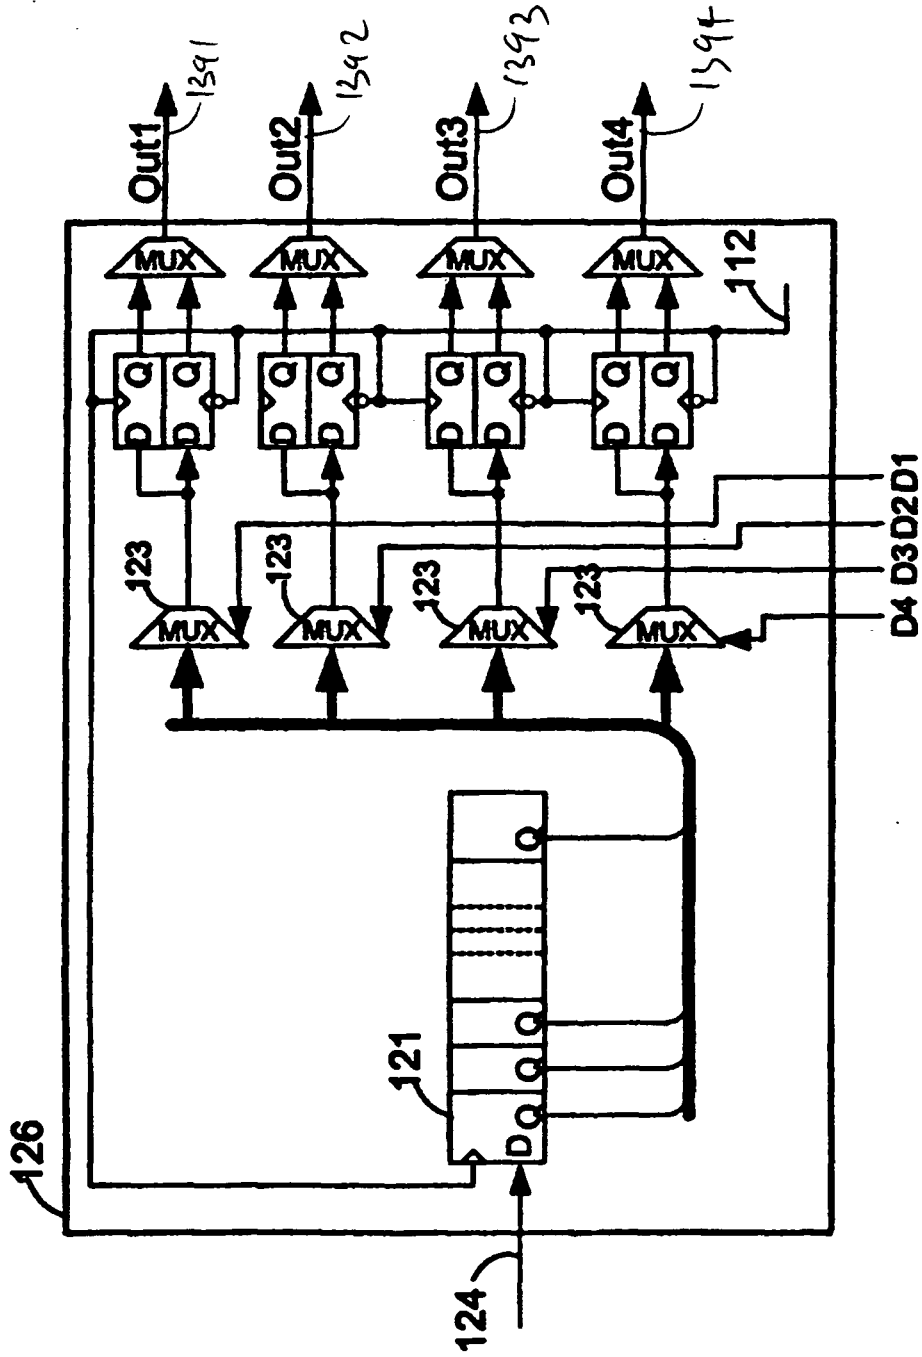 126
124
121
D
Q
Q
Q
Q
123
123
123
123
MUX
MUX
MUX
MUX
D4 D3 D2 D1
D Q
D Q
D Q
D Q
D Q
D Q
D Q
D Q
112
MUX
MUX
MUX
MUX
Out1
Out2
Out3
Out4
1391
1392
1393
1394